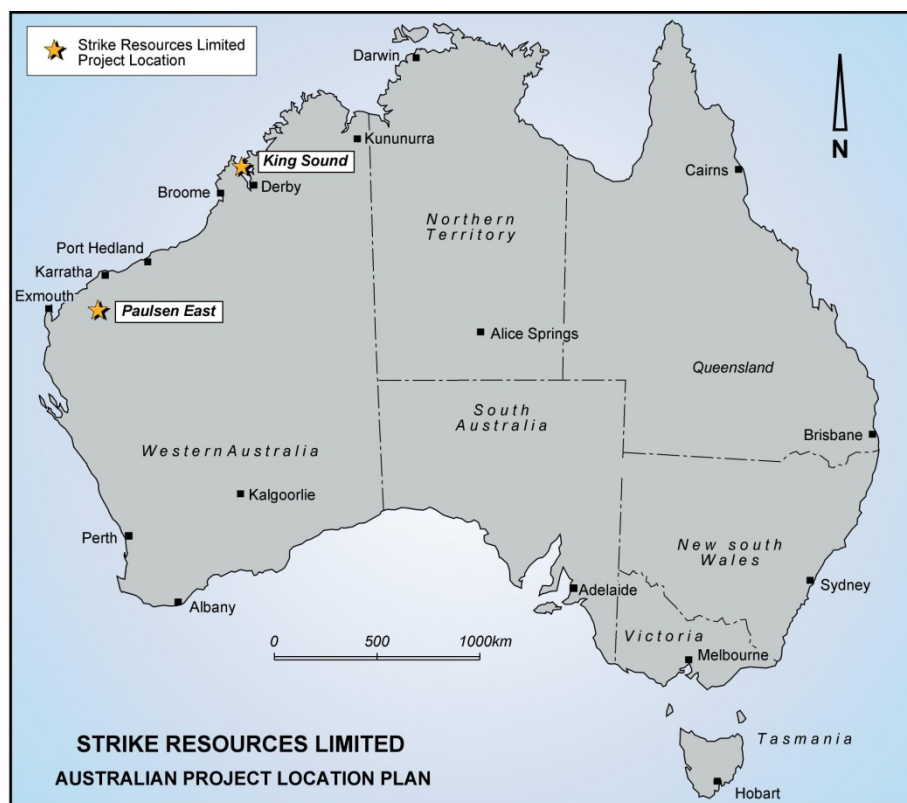 Strike Resources Limited
Project Location
Darwin
N
Kununurra
King Sound
Derby
Broome
Cairns
Northern
Territory
Port Hedland
Karratha
Exmouth
Paulsen East
Alice Springs
Queensland
South
Australia
Brisbane
Western Australia
Kalgoorlie
Perth
New south
Wales
Sydney
Adelaide
Albany
Victoria
0 500 1000km
Melbourne
STRIKE RESOURCES LIMITED
AUSTRALIAN PROJECT LOCATION PLAN
Tasmania
Hobart